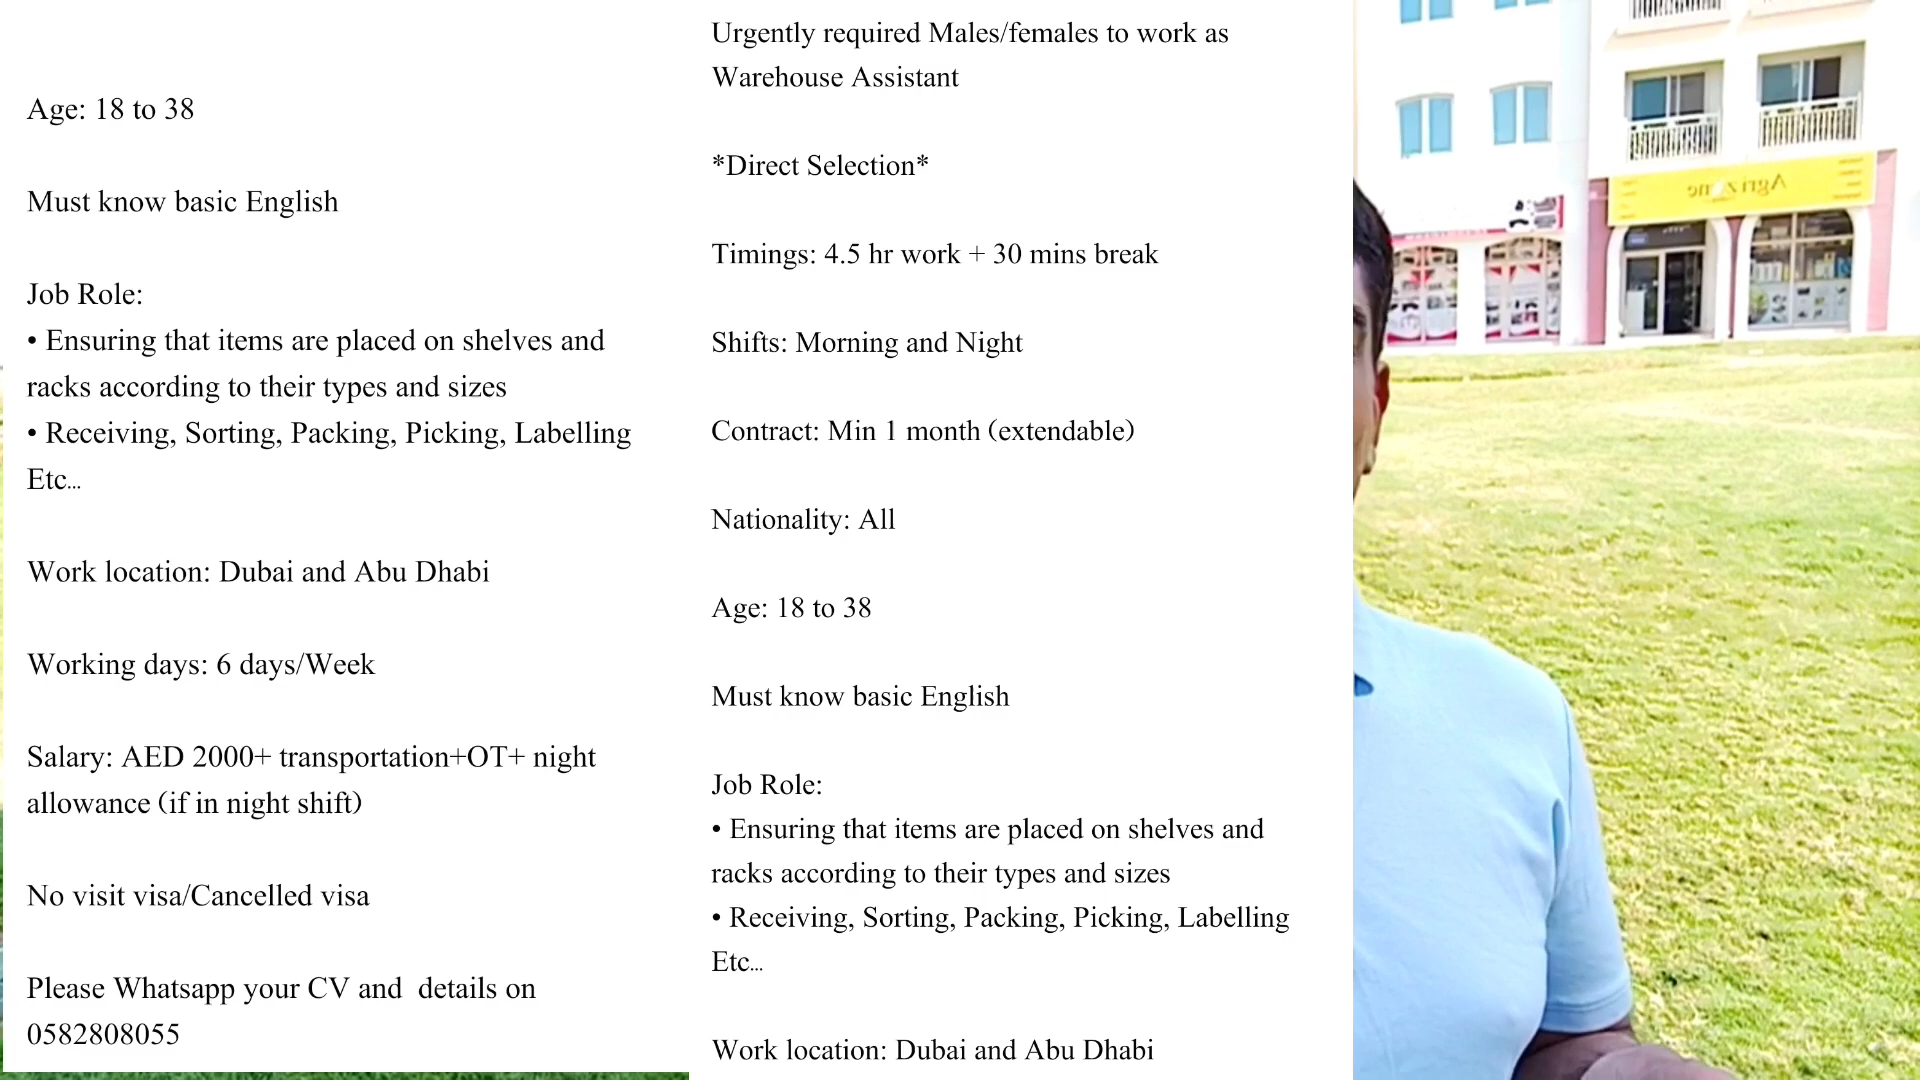 Age: 18 to 38
Must know basic English
Job Role:
• Ensuring that items are placed on shelves and
racks according to their types and sizes
• Receiving, Sorting, Packing, Picking, Labelling
Etc...
Work location: Dubai and Abu Dhabi
Working days: 6 days/Week
Salary: AED 2000+ transportation+OT+ night
allowance (if in night shift)
No visit visa/Cancelled visa
Please Whatsapp your CV and  details on
0582808055
Urgently required Males/females to work as
Warehouse Assistant
*Direct Selection*
Timings: 4.5 hr work + 30 mins break
Shifts: Morning and Night
Contract: Min 1 month (extendable)
Nationality: All
Age: 18 to 38
Must know basic English
Job Role:
• Ensuring that items are placed on shelves and
racks according to their types and sizes
• Receiving, Sorting, Packing, Picking, Labelling
Etc...
Work location: Dubai and Abu Dhabi
Agrizone